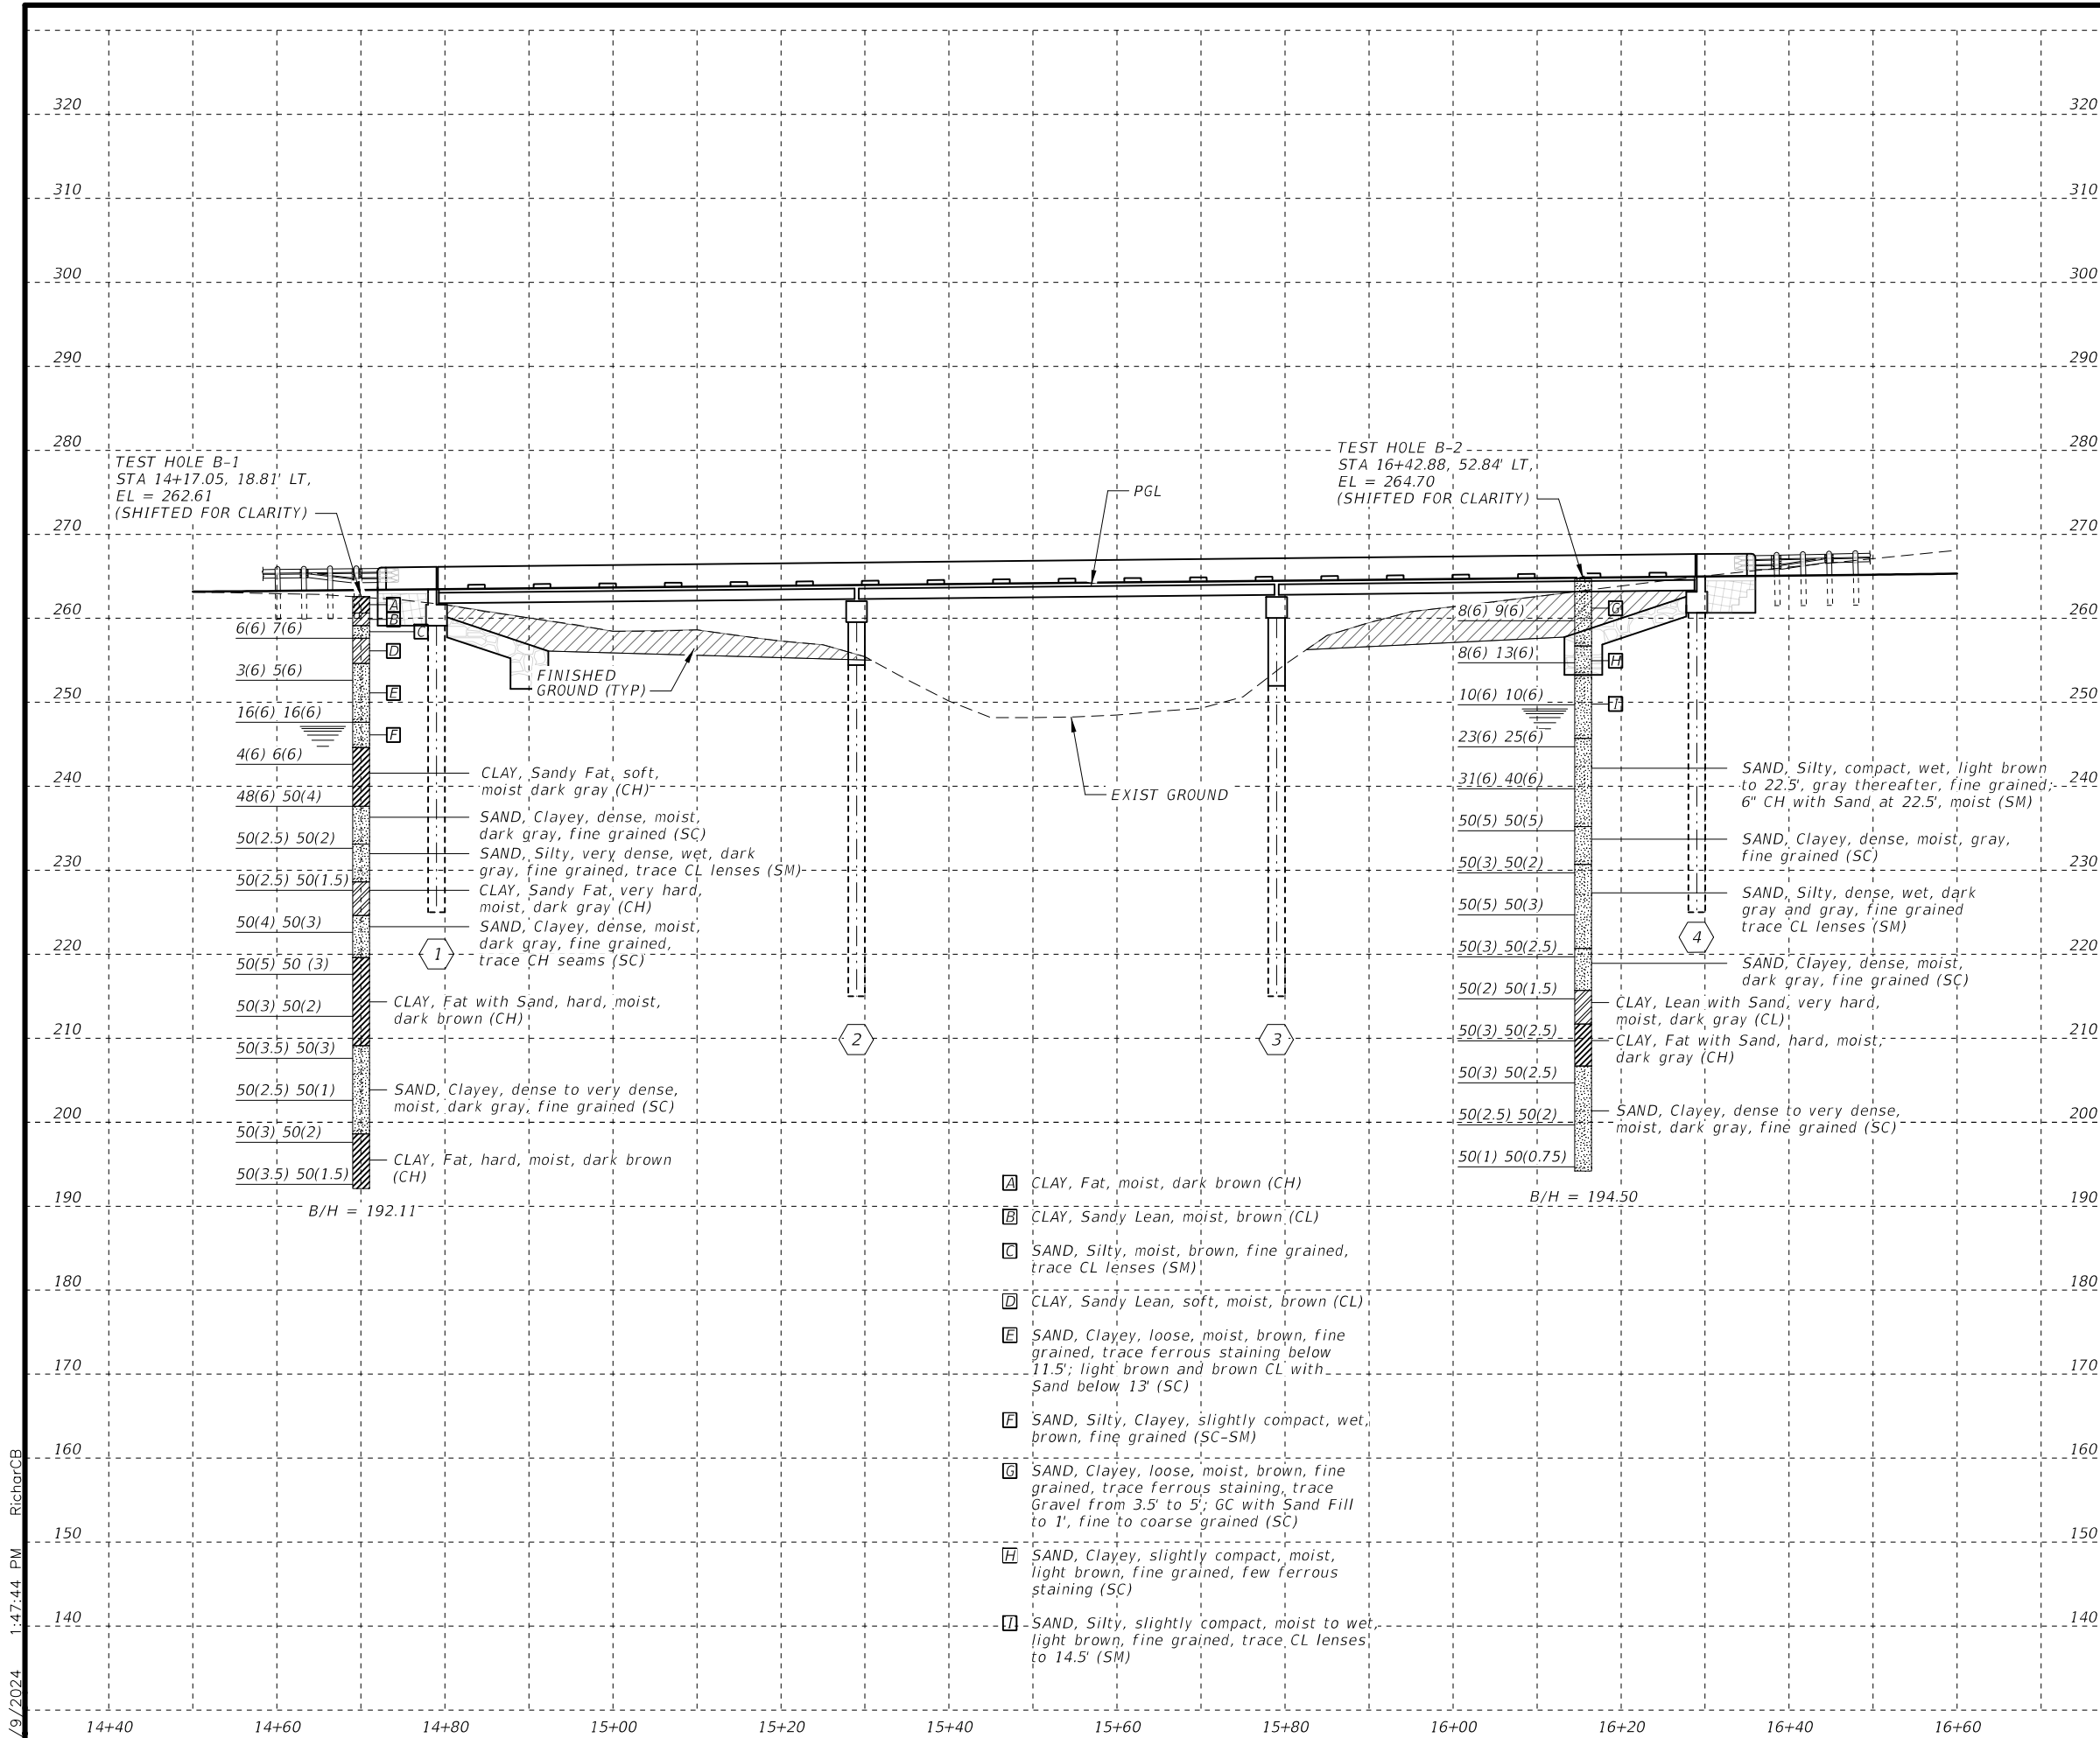 320
320
310
310
300
300
290
290
280
280
270
270
260
260
250
250
240
240
230
230
220
220
210
210
200
200
190
190
180
180
170
170
160
160
150
150
140
140
TEST HOLE B-1
STA 14+17.05, 18.81' LT,
EL = 262.61
(SHIFTED FOR CLARITY)
PGL
TEST HOLE B-2
STA 16+42.88, 52.84' LT,
EL = 264.70
(SHIFTED FOR CLARITY)
A
B
C
D
E
F
6(6) 7(6)
3(6) 5(6)
16(6) 16(6)
4(6) 6(6)
48(6) 50(4)
50(2.5) 50(2)
50(2.5) 50(1.5)
50(4) 50(3)
50(5) 50 (3)
50(3) 50(2)
50(3.5) 50(3)
50(2.5) 50(1)
50(3) 50(2)
50(3.5) 50(1.5)
B/H = 192.11
FINISHED
GROUND (TYP)
EXIST GROUND
CLAY, Sandy Fat, soft,
moist dark gray (CH)
SAND, Clayey, dense, moist,
dark gray, fine grained (SC)
SAND, Silty, very dense, wet, dark
gray, fine grained, trace CL lenses (SM)
CLAY, Sandy Fat, very hard,
moist, dark gray (CH)
SAND, Clayey, dense, moist,
dark gray, fine grained,
trace CH seams (SC)
CLAY, Fat with Sand, hard, moist,
dark brown (CH)
SAND, Clayey, dense to very dense,
moist, dark gray, fine grained (SC)
CLAY, Fat, hard, moist, dark brown
(CH)
1
2
3
4
8(6) 9(6)
8(6) 13(6)
10(6) 10(6)
23(6) 25(6)
31(6) 40(6)
50(5) 50(5)
50(3) 50(2)
50(5) 50(3)
50(3) 50(2.5)
50(2) 50(1.5)
50(3) 50(2.5)
50(3) 50(2.5)
50(2.5) 50(2)
50(1) 50(0.75)
B/H = 194.50
G
H
I
SAND, Silty, compact, wet, light brown
to 22.5', gray thereafter, fine grained;
6" CH with Sand at 22.5', moist (SM)
SAND, Clayey, dense, moist, gray,
fine grained (SC)
SAND, Silty, dense, wet, dark
gray and gray, fine grained
trace CL lenses (SM)
SAND, Clayey, dense, moist,
dark gray, fine grained (SC)
CLAY, Lean with Sand, very hard,
moist, dark gray (CL)
CLAY, Fat with Sand, hard, moist,
dark gray (CH)
SAND, Clayey, dense to very dense,
moist, dark gray, fine grained (SC)
A CLAY, Fat, moist, dark brown (CH)
B CLAY, Sandy Lean, moist, brown (CL)
C SAND, Silty, moist, brown, fine grained,
trace CL lenses (SM)
D CLAY, Sandy Lean, soft, moist, brown (CL)
E SAND, Clayey, loose, moist, brown, fine
grained, trace ferrous staining below
11.5'; light brown and brown CL with
Sand below 13' (SC)
F SAND, Silty, Clayey, slightly compact, wet,
brown, fine grained (SC-SM)
G SAND, Clayey, loose, moist, brown, fine
grained, trace ferrous staining, trace
Gravel from 3.5' to 5'; GC with Sand Fill
to 1', fine to coarse grained (SC)
H SAND, Clayey, slightly compact, moist,
light brown, fine grained, few ferrous
staining (SC)
I SAND, Silty, slightly compact, moist to wet,
light brown, fine grained, trace CL lenses
to 14.5' (SM)
14+40
14+60
14+80
15+00
15+20
15+40
15+60
15+80
16+00
16+20
16+40
16+60
/9/2024 1:47:44 PM RicharCB